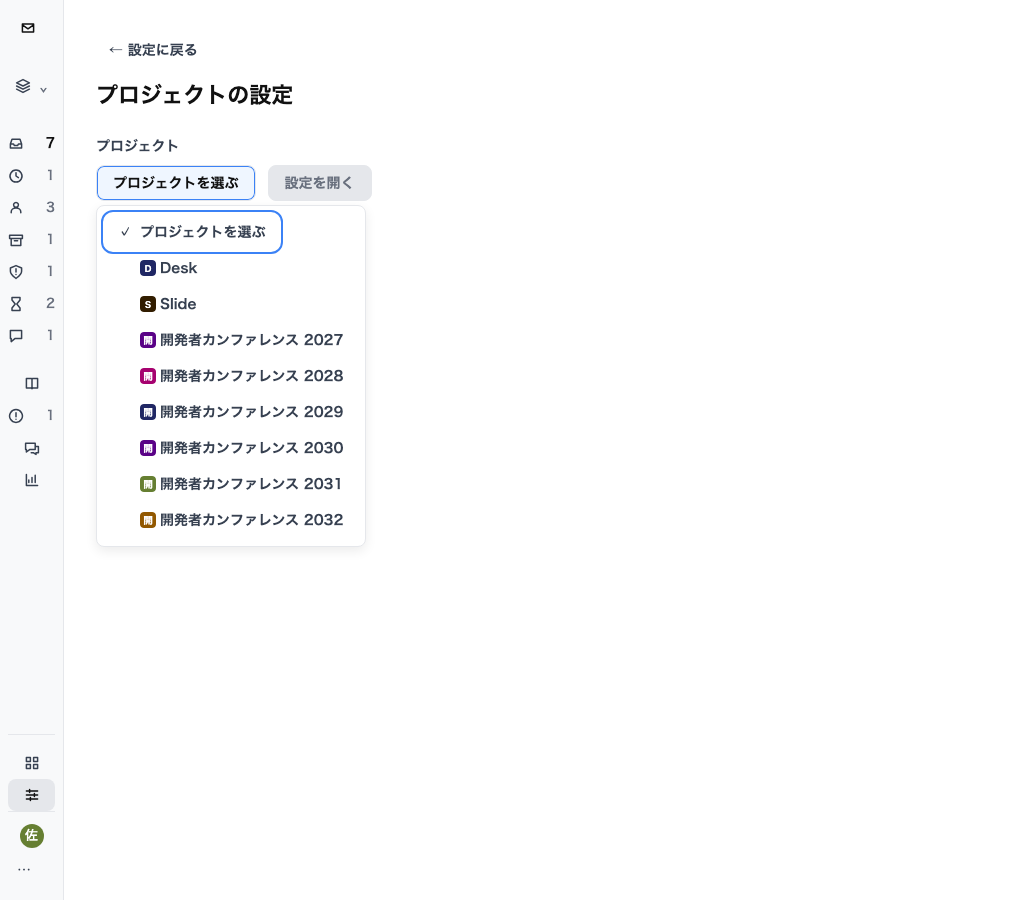 ← 設定に戻る
プロジェクトの設定
プロジェクト
プロジェクトを選ぶ 設定を開く
✓ プロジェクトを選ぶ
D Desk
S Slide
開 開発者カンファレンス 2027
開 開発者カンファレンス 2028
開 開発者カンファレンス 2029
開 開発者カンファレンス 2030
開 開発者カンファレンス 2031
開 開発者カンファレンス 2032
7
1
3
1
1
2
1
1
佐
…